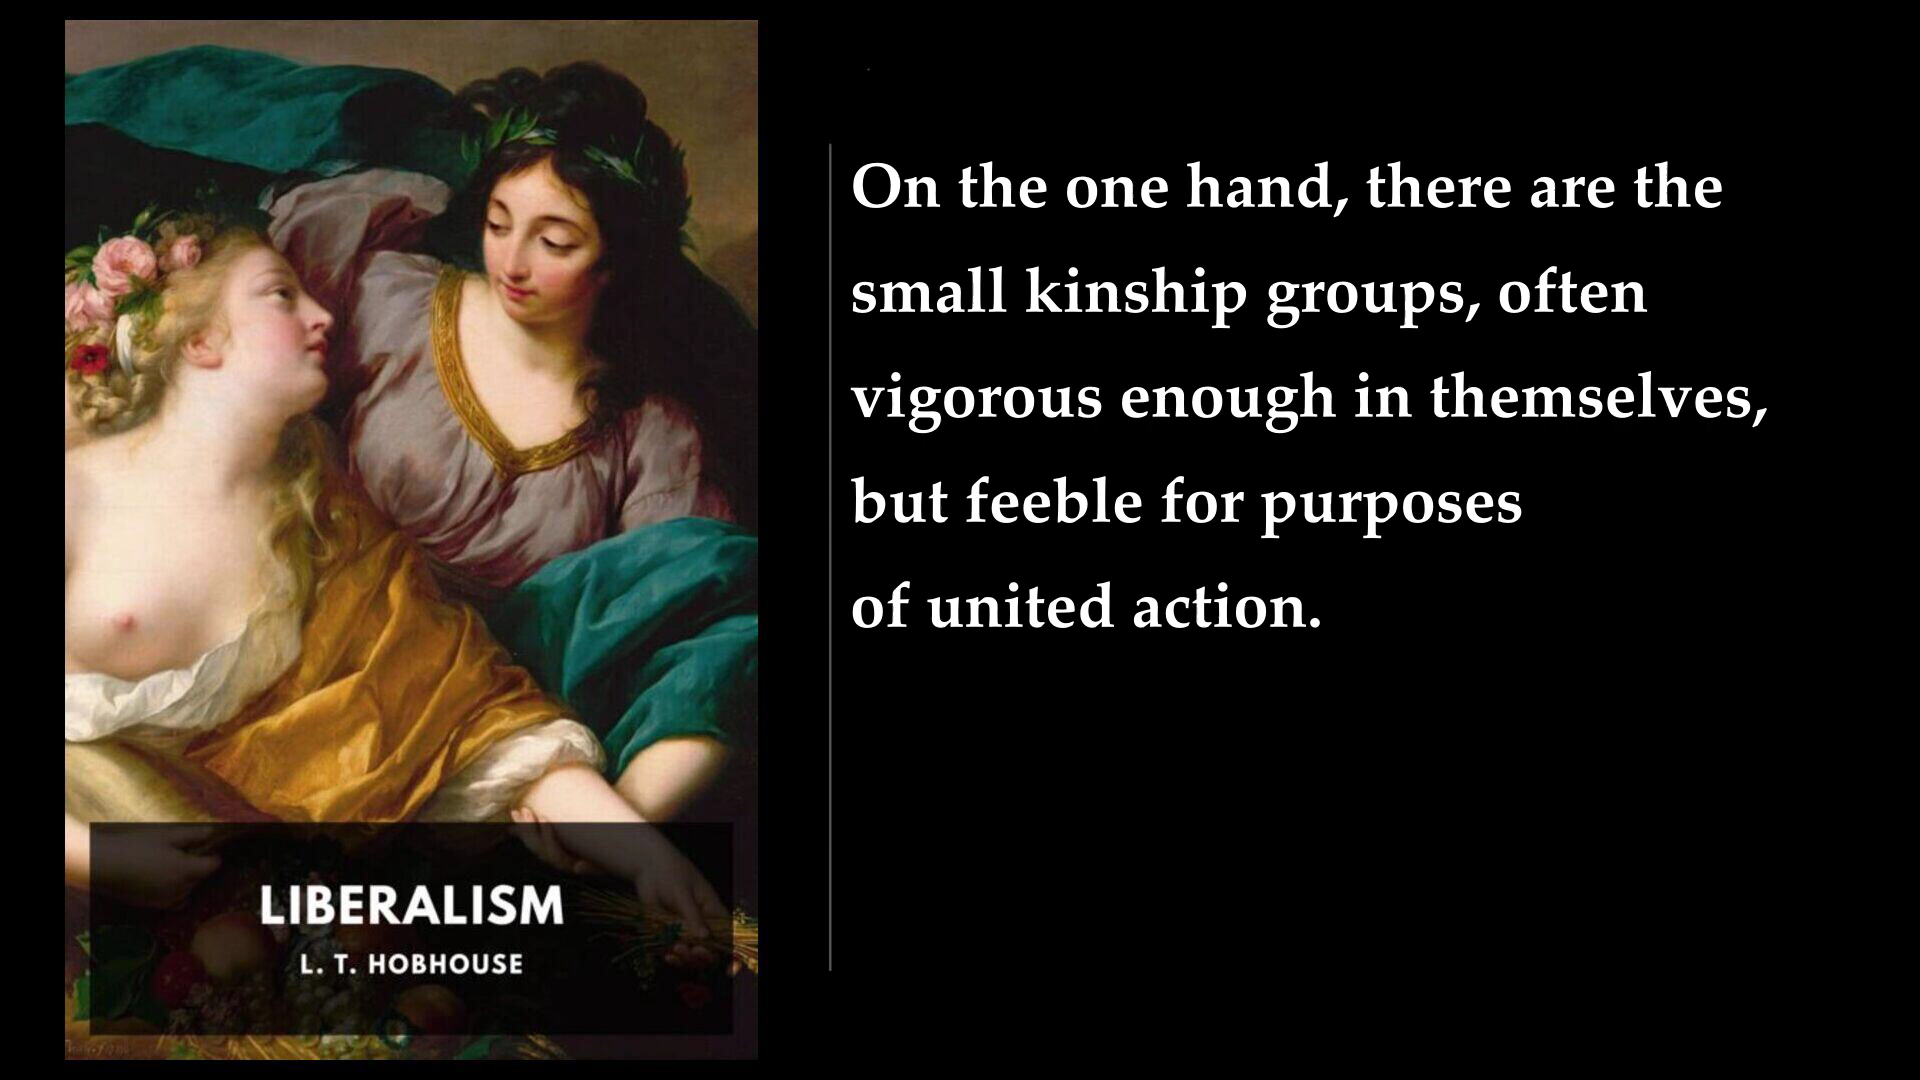 On the one hand, there are the
small kinship groups, often
vigorous enough in themselves,
but feeble for purposes
of united action.
LIBERALISM
L. T. HOBHOUSE